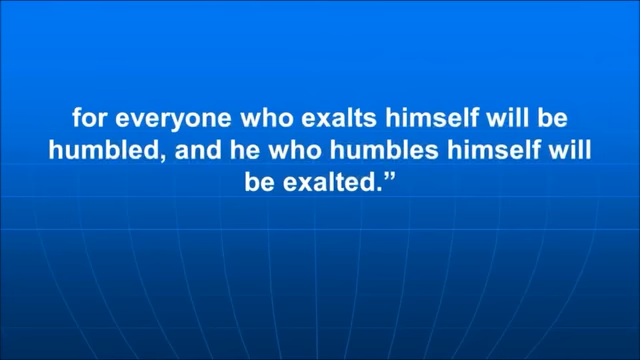 for everyone who exalts himself will be
humbled, and he who humbles himself will
be exalted.”